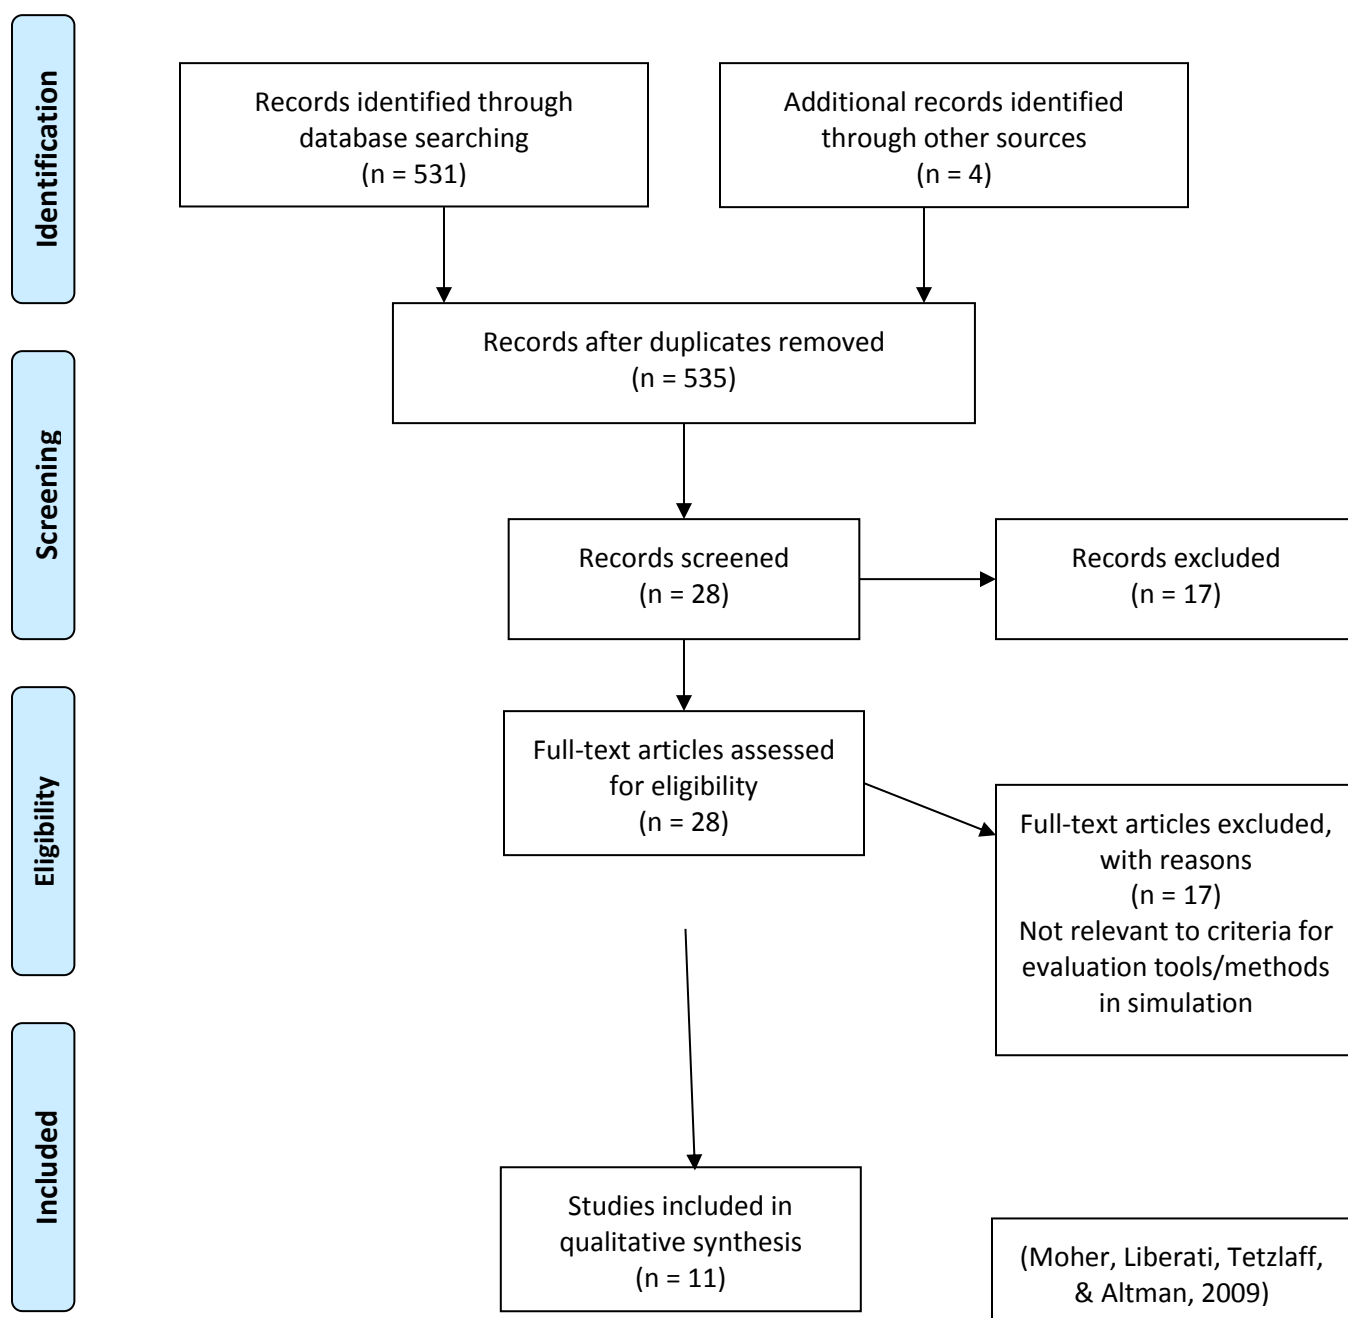 Identification
Records identified through
database searching
(n = 531)
Additional records identified
through other sources
(n = 4)
Records after duplicates removed
(n = 535)
Screening
Records screened
(n = 28)
Records excluded
(n = 17)
Eligibility
Full-text articles assessed
for eligibility
(n = 28)
Full-text articles excluded,
with reasons
(n = 17)
Not relevant to criteria for
evaluation tools/methods
in simulation
Included
Studies included in
qualitative synthesis
(n = 11)
(Moher, Liberati, Tetzlaff,
& Altman, 2009)